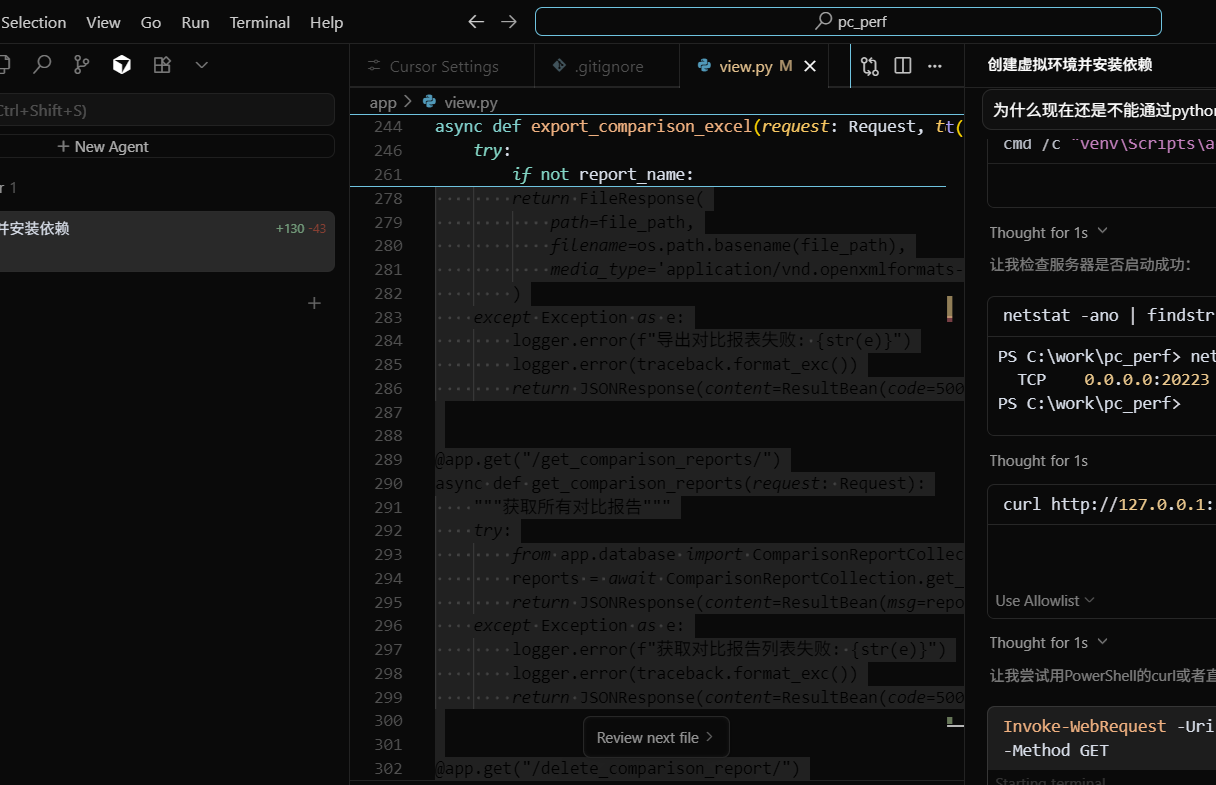 Selection View Go Run Terminal Help
pc_perf
Ctrl+Shift+S)
+ New Agent
r 1
并安装依赖
+130 -43
Cursor Settings
.gitignore
view.py M
app > view.py
244 async def export_comparison_excel(request: Request, tt(
246 try:
261 if not report_name:
278 return FileResponse(
279 path=file_path,
280 filename=os.path.basename(file_path),
281 media_type='application/vnd.openxmlformats-
282 )
283 except Exception as e:
284 logger.error(f"导出对比报表失败: {str(e)}")
285 logger.error(traceback.format_exc())
286 return JSONResponse(content=ResultBean(code=500
287
288
289 @app.get("/get_comparison_reports/")
290 async def get_comparison_reports(request: Request):
291 """获取所有对比报告"""
292 try:
293 from app.database import ComparisonReportCollec
294 reports = await ComparisonReportCollection.get_
295 return JSONResponse(content=ResultBean(msg=repo
296 except Exception as e:
297 logger.error(f"获取对比报告列表失败: {str(e)}")
298 logger.error(traceback.format_exc())
299 return JSONResponse(content=ResultBean(code=500
300
301
302 @app.get("/delete_comparison_report/")
Review next file >
创建虚拟环境并安装依赖
为什么现在还是不能通过python
cmd /c "venv\Scripts\a
Thought for 1s
让我检查服务器是否启动成功：
netstat -ano | findstr
PS C:\work\pc_perf> net
TCP 0.0.0.0:20223
PS C:\work\pc_perf>
Thought for 1s
curl http://127.0.0.1:
Use Allowlist
Thought for 1s
让我尝试用PowerShell的curl或者直
Invoke-WebRequest -Uri
-Method GET
Starting terminal